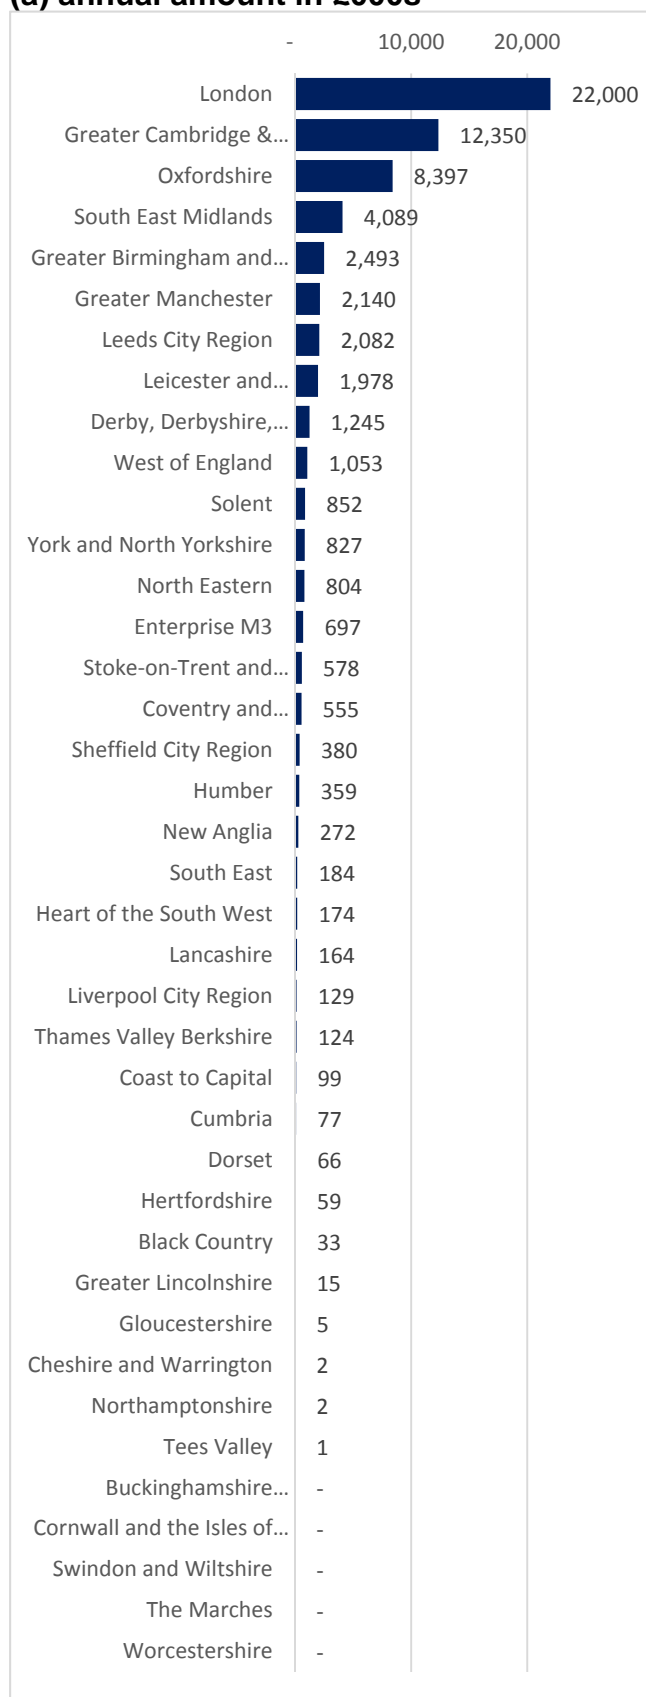 (a) annual amount in £000s
- 10,000 20,000
London 22,000
Greater Cambridge &... 12,350
Oxfordshire 8,397
South East Midlands 4,089
Greater Birmingham and... 2,493
Greater Manchester 2,140
Leeds City Region 2,082
Leicester and... 1,978
Derby, Derbyshire,... 1,245
West of England 1,053
Solent 852
York and North Yorkshire 827
North Eastern 804
Enterprise M3 697
Stoke-on-Trent and... 578
Coventry and... 555
Sheffield City Region 380
Humber 359
New Anglia 272
South East 184
Heart of the South West 174
Lancashire 164
Liverpool City Region 129
Thames Valley Berkshire 124
Coast to Capital 99
Cumbria 77
Dorset 66
Hertfordshire 59
Black Country 33
Greater Lincolnshire 15
Gloucestershire 5
Cheshire and Warrington 2
Northamptonshire 2
Tees Valley 1
Buckinghamshire... -
Cornwall and the Isles of... -
Swindon and Wiltshire -
The Marches -
Worcestershire -